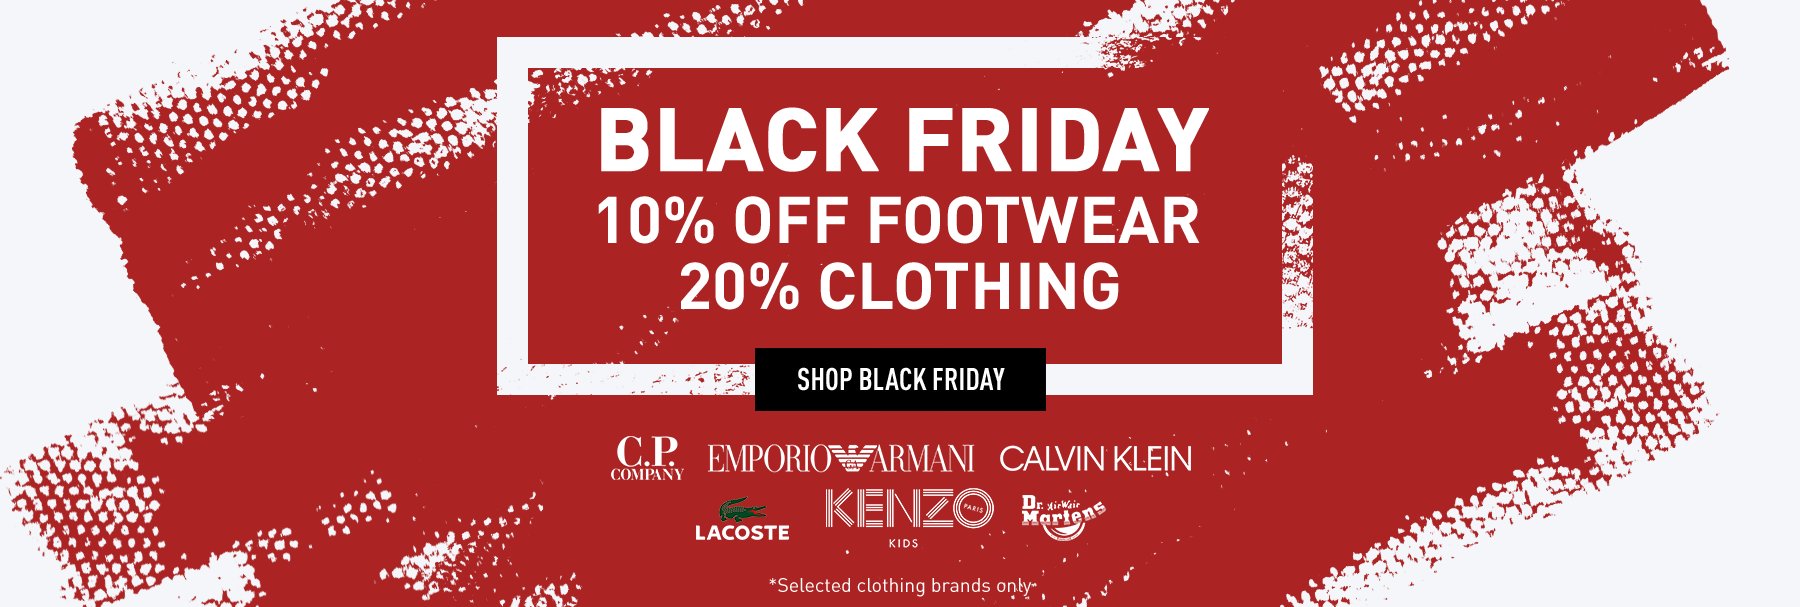 BLACK FRIDAY
10% OFF FOOTWEAR
20% CLOTHING
SHOP BLACK FRIDAY
C.P. COMPANY EMPORIO ARMANI CALVIN KLEIN
LACOSTE KENZO PARIS KIDS Dr. AirWair Martens
*Selected clothing brands only